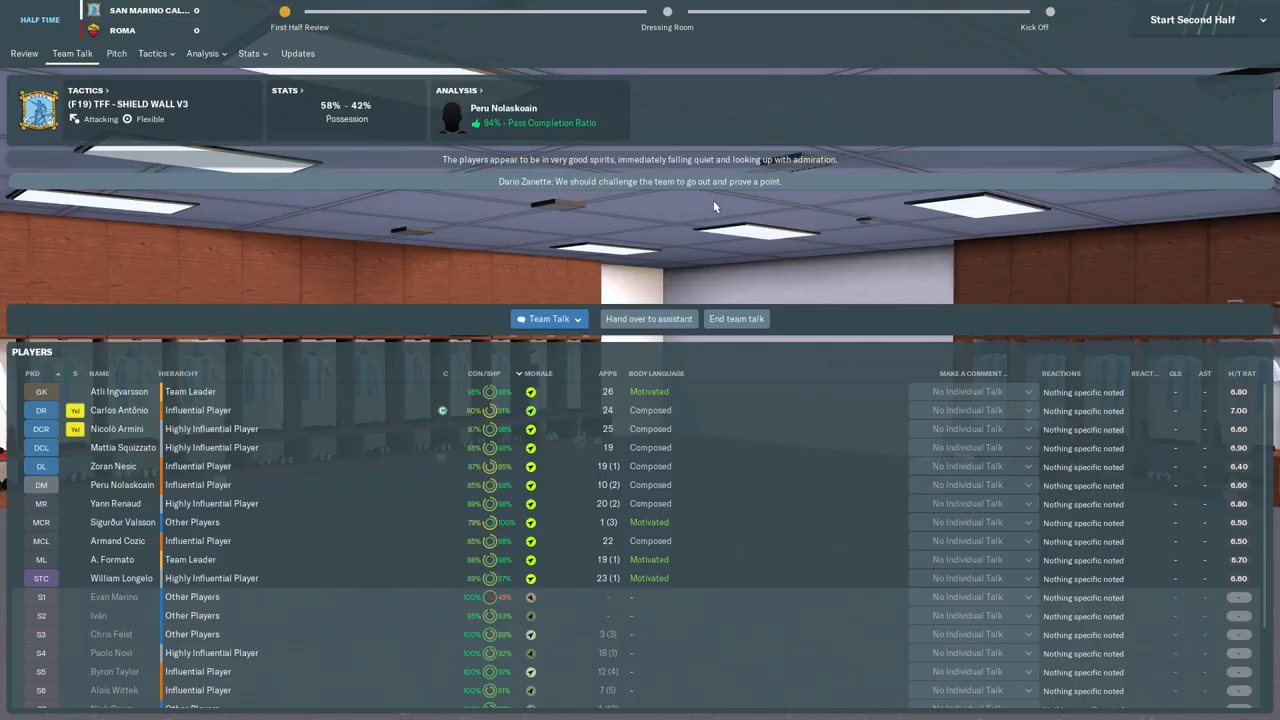 HALF TIME
SAN MARINO CAL... 0
ROMA 0
First Half Review
Dressing Room
Kick Off
Start Second Half
Review Team Talk Pitch Tactics Analysis Stats Updates
TACTICS
(F19) TFF - SHIELD WALL V3
Attacking Flexible
STATS
58% - 42%
Possession
ANALYSIS
Peru Nolaskoain
94% - Pass Completion Ratio
The players appear to be in very good spirits, immediately falling quiet and looking up with admiration.
Dario Zanette: We should challenge the team to go out and prove a point.
Team Talk Hand over to assistant End team talk
PLAYERS
PKD S NAME HIERARCHY C CON/SHP MORALE APPS BODY LANGUAGE MAKE A COMMENT... REACTIONS REACT... GLS AST H/T RAT
GK Atli Ingvarsson Team Leader 96% 98% 26 Motivated No Individual Talk Nothing specific noted - - 6.80
DR Yel Carlos Antônio Influential Player C 80% 91% 24 Composed No Individual Talk Nothing specific noted - - 7.00
DCR Yel Nicolò Armini Highly Influential Player 87% 98% 25 Composed No Individual Talk Nothing specific noted - - 6.60
DCL Mattia Squizzato Highly Influential Player 88% 98% 19 Composed No Individual Talk Nothing specific noted - - 6.90
DL Zoran Nesic Influential Player 87% 85% 19 (1) Composed No Individual Talk Nothing specific noted - - 6.40
DM Peru Nolaskoain Influential Player 85% 98% 10 (2) Composed No Individual Talk Nothing specific noted - - 6.60
MR Yann Renaud Highly Influential Player 89% 98% 20 (2) Composed No Individual Talk Nothing specific noted - - 6.80
MCR Sigurður Valsson Other Players 79% 100% 1 (3) Motivated No Individual Talk Nothing specific noted - - 6.50
MCL Armand Cozic Influential Player 85% 98% 22 Composed No Individual Talk Nothing specific noted - - 6.50
ML A. Formato Team Leader 88% 98% 19 (1) Motivated No Individual Talk Nothing specific noted - - 6.70
STC William Longelo Highly Influential Player 89% 97% 23 (1) Motivated No Individual Talk Nothing specific noted - - 6.60
S1 Evan Marino Other Players 100% 49% - - No Individual Talk Nothing specific noted - - -
S2 Iván Other Players 95% 93% - - No Individual Talk Nothing specific noted - - -
S3 Chris Feist Other Players 100% 89% 3 (3) - No Individual Talk Nothing specific noted - - -
S4 Paolo Novi Highly Influential Player 100% 92% 18 (1) - No Individual Talk Nothing specific noted - - -
S5 Byron Taylor Influential Player 100% 97% 12 (4) - No Individual Talk Nothing specific noted - - -
S6 Alois Wittek Influential Player 100% 91% 7 (5) - No Individual Talk Nothing specific noted - - -